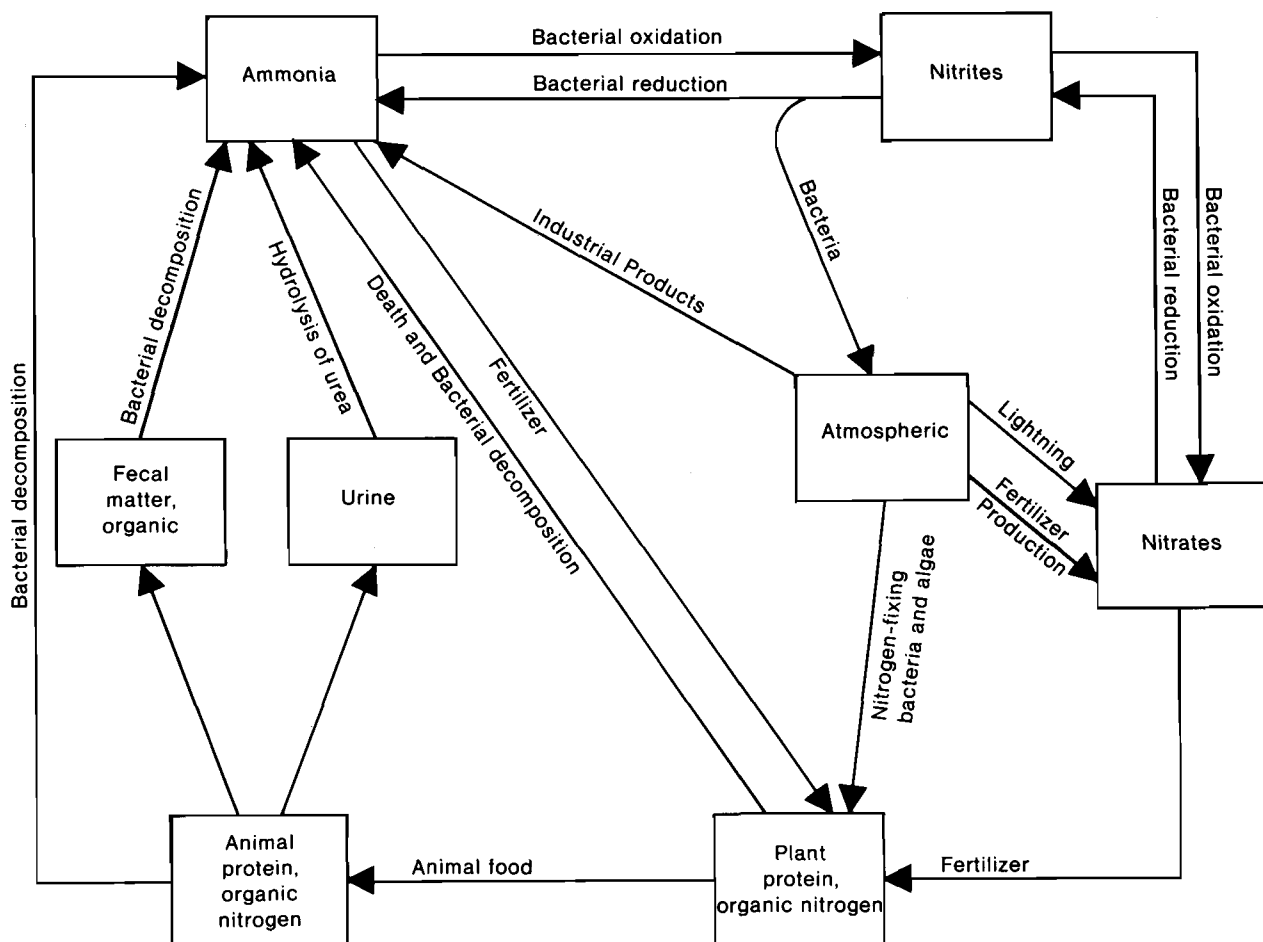 Ammonia
Bacterial oxidation
Bacterial reduction
Nitrites
Bacteria
Industrial Products
Bacterial reduction
Bacterial oxidation
Bacterial decomposition
Hydrolysis of urea
Death and Bacterial decomposition
Fertilizer
Bacterial decomposition
Fecal
matter,
organic
Urine
Atmospheric
Lightning
Fertilizer
Production
Nitrates
Nitrogen-fixing
bacteria and algae
Animal
protein,
organic
nitrogen
Animal food
Plant
protein,
organic nitrogen
Fertilizer